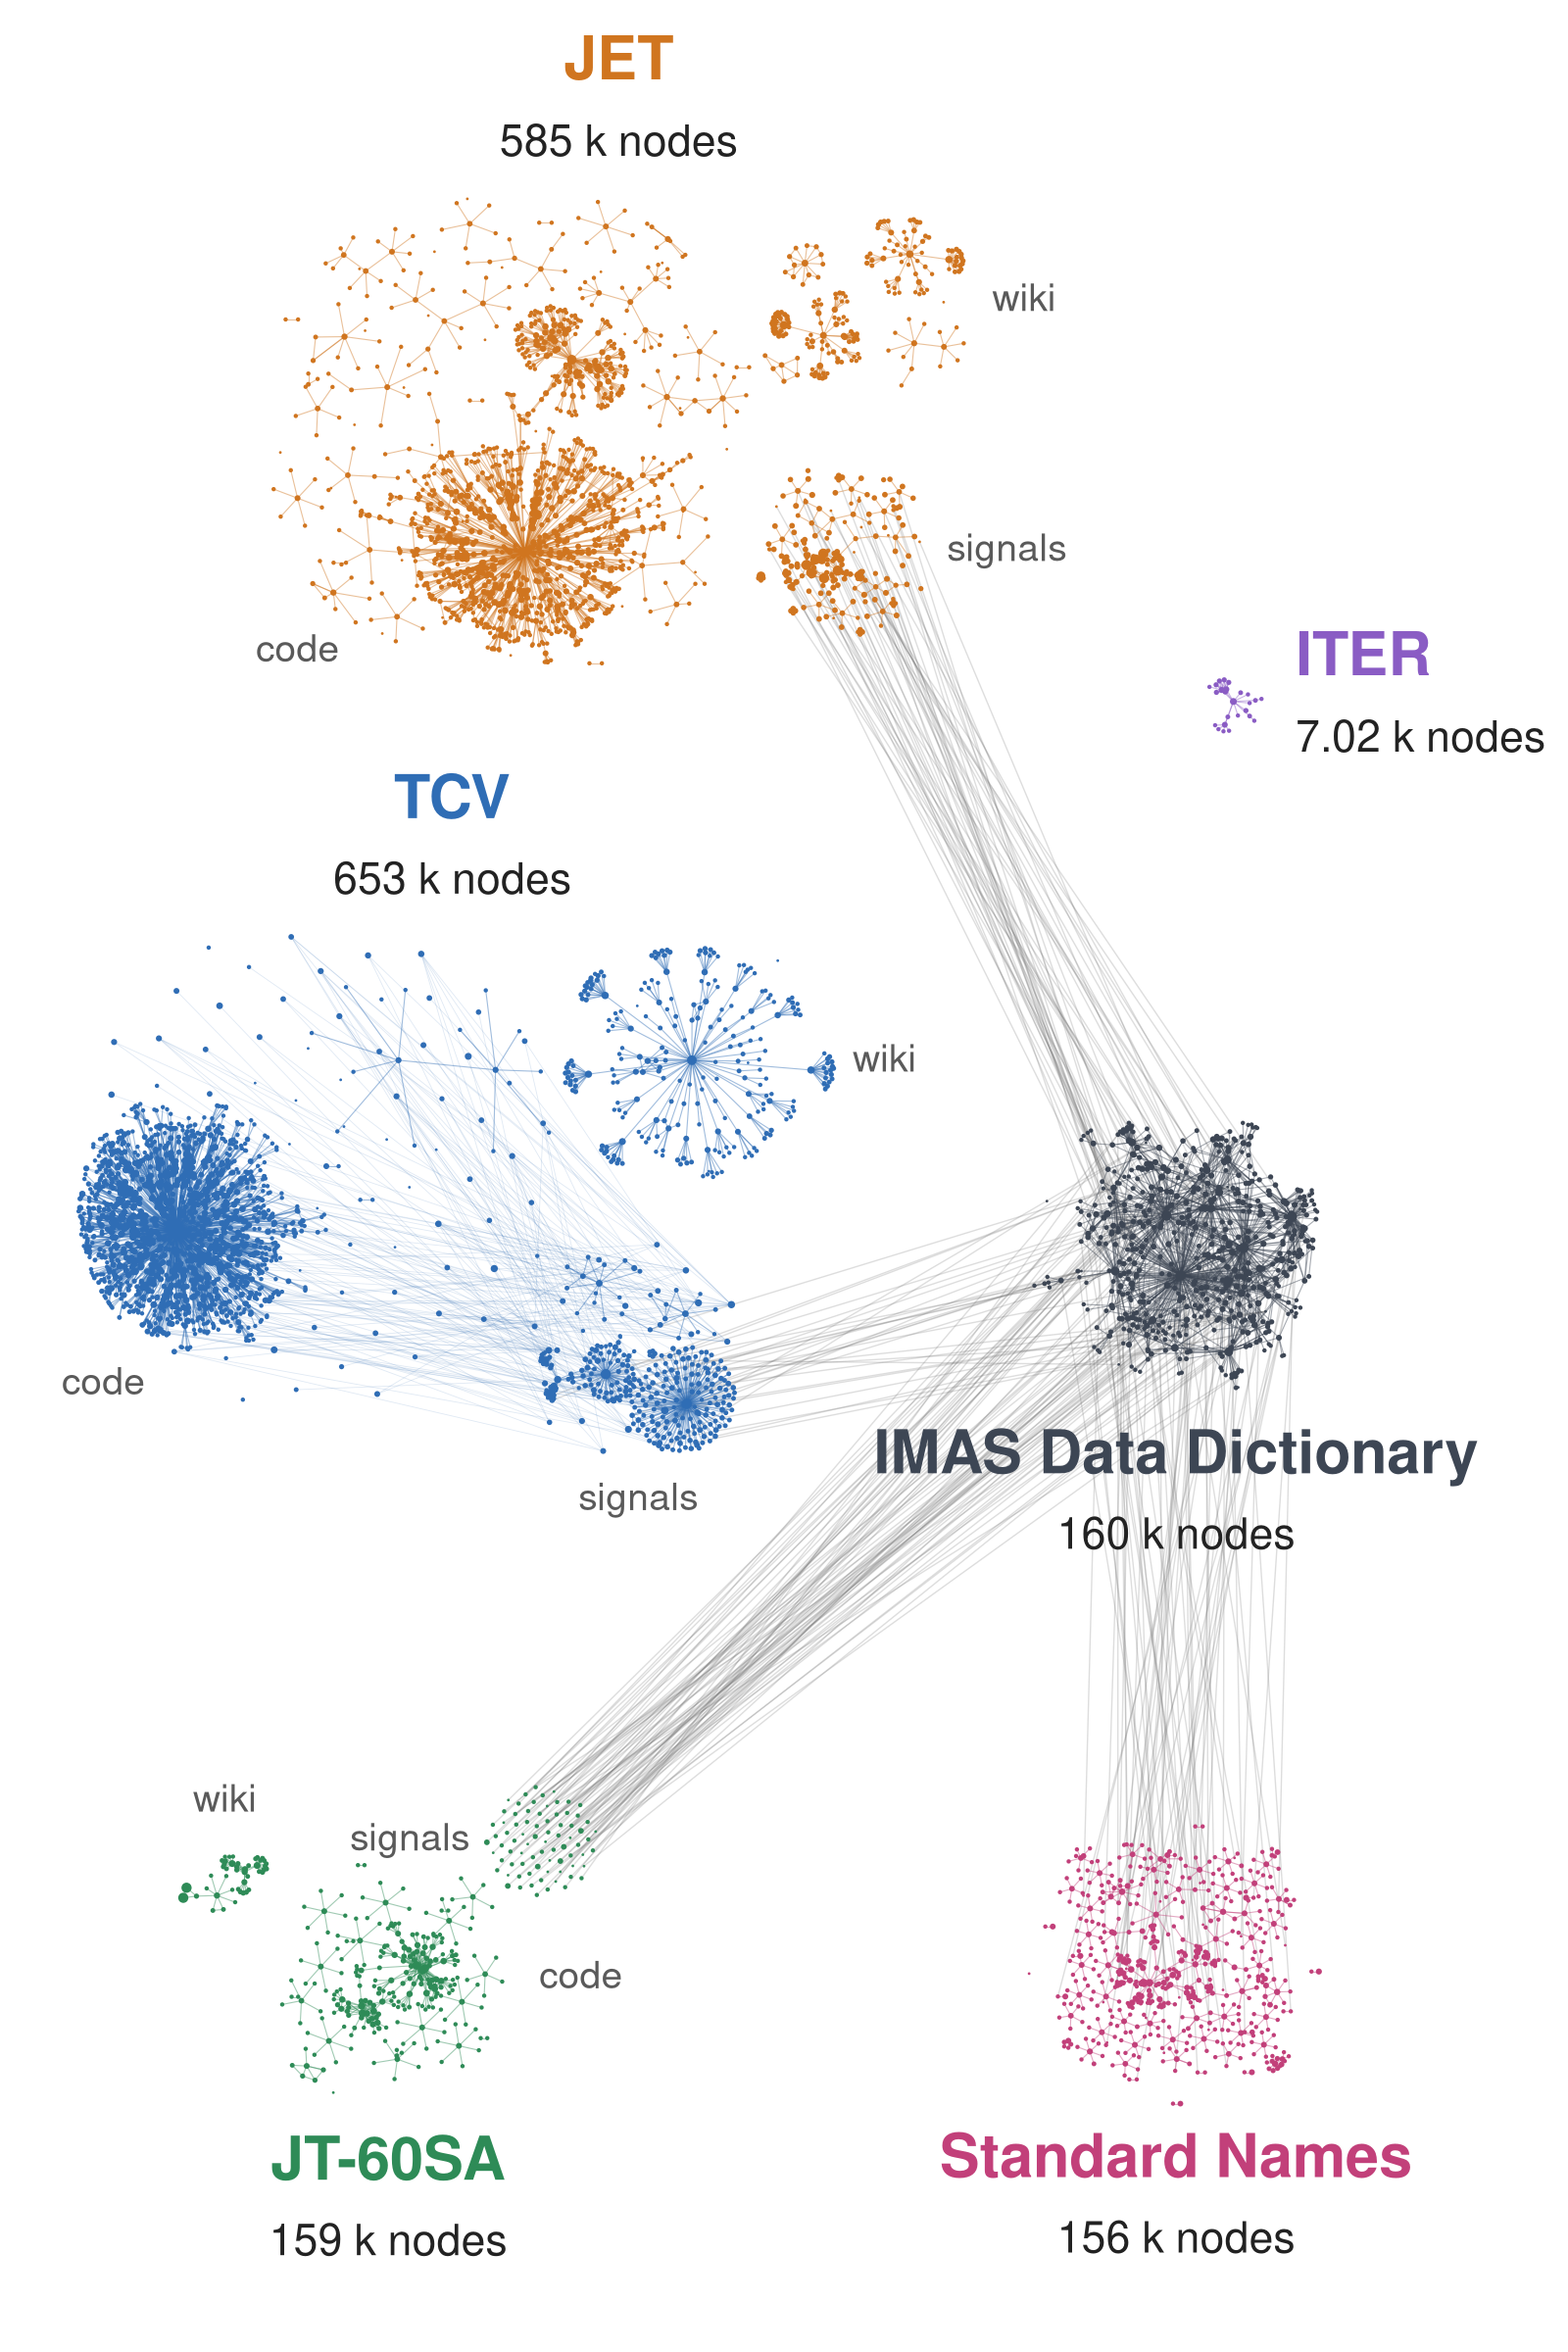 JET
585 k nodes
wiki
signals
code
ITER
7.02 k nodes
TCV
653 k nodes
wiki
code
signals
IMAS Data Dictionary
160 k nodes
wiki
signals
code
JT-60SA
159 k nodes
Standard Names
156 k nodes